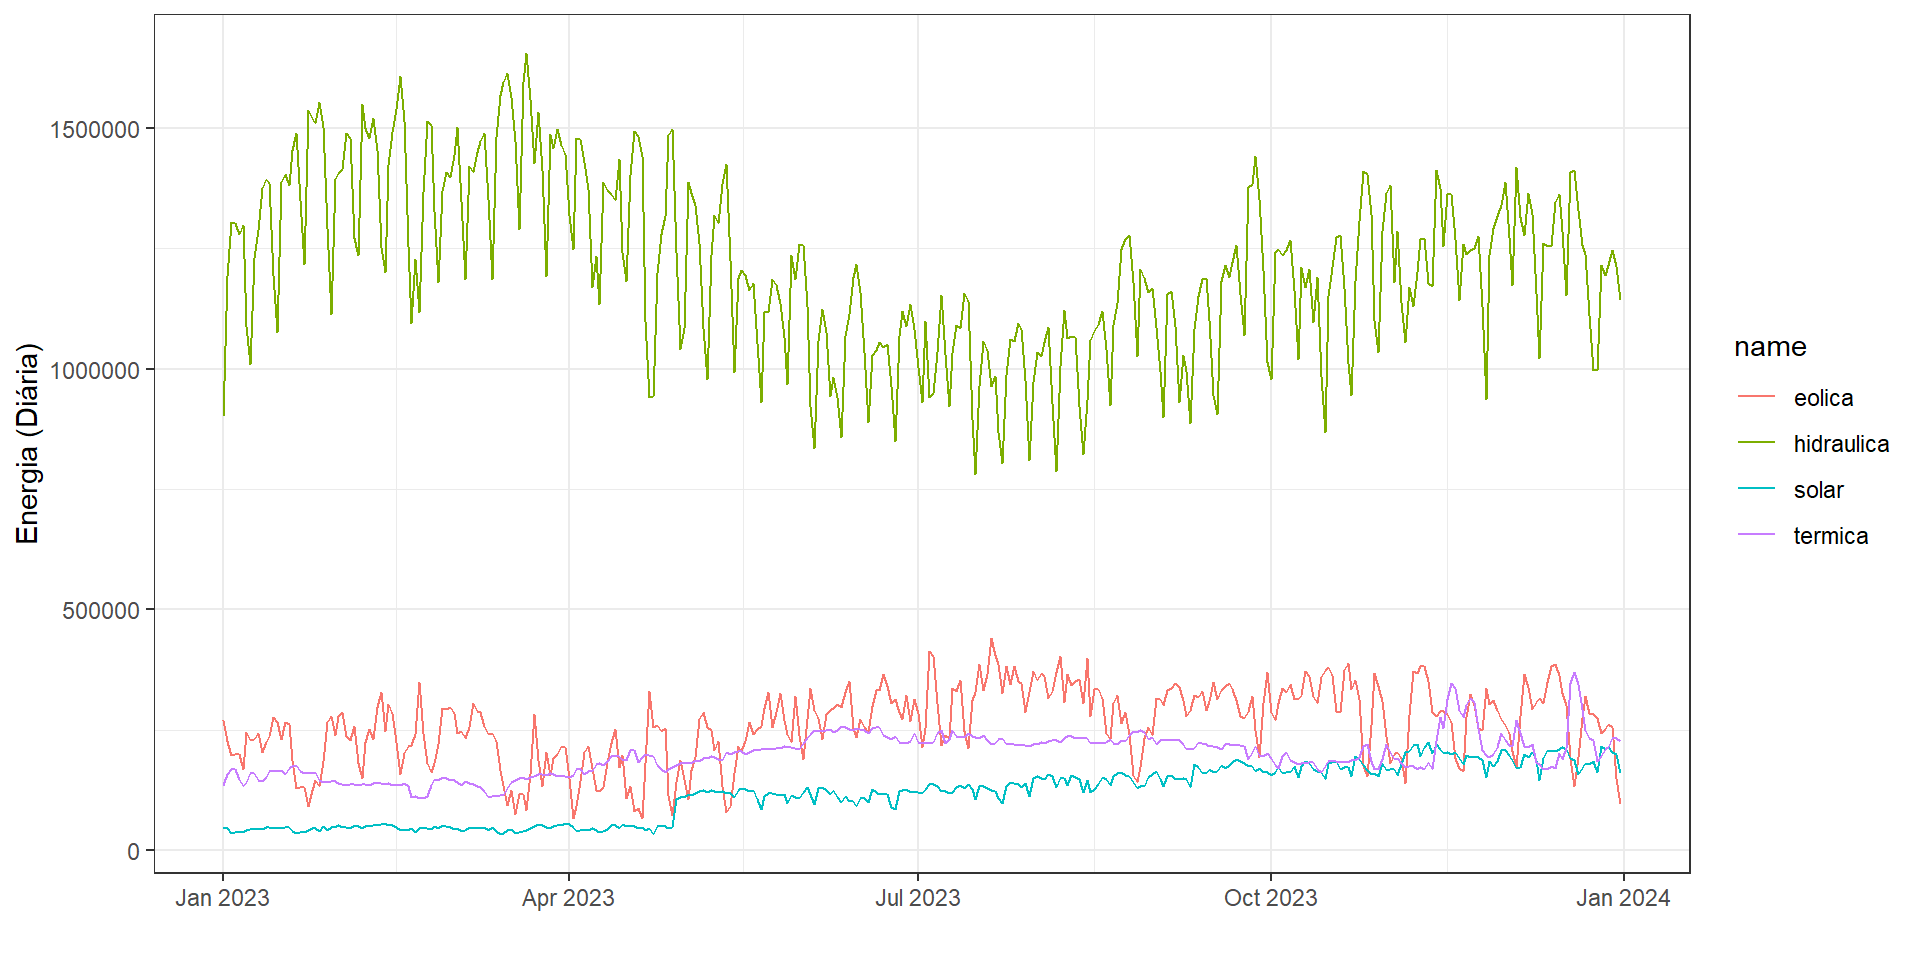 Energia (Diária)
1500000
1000000
500000
0
Jan 2023
Apr 2023
Jul 2023
Oct 2023
Jan 2024
name
eolica
hidraulica
solar
termica